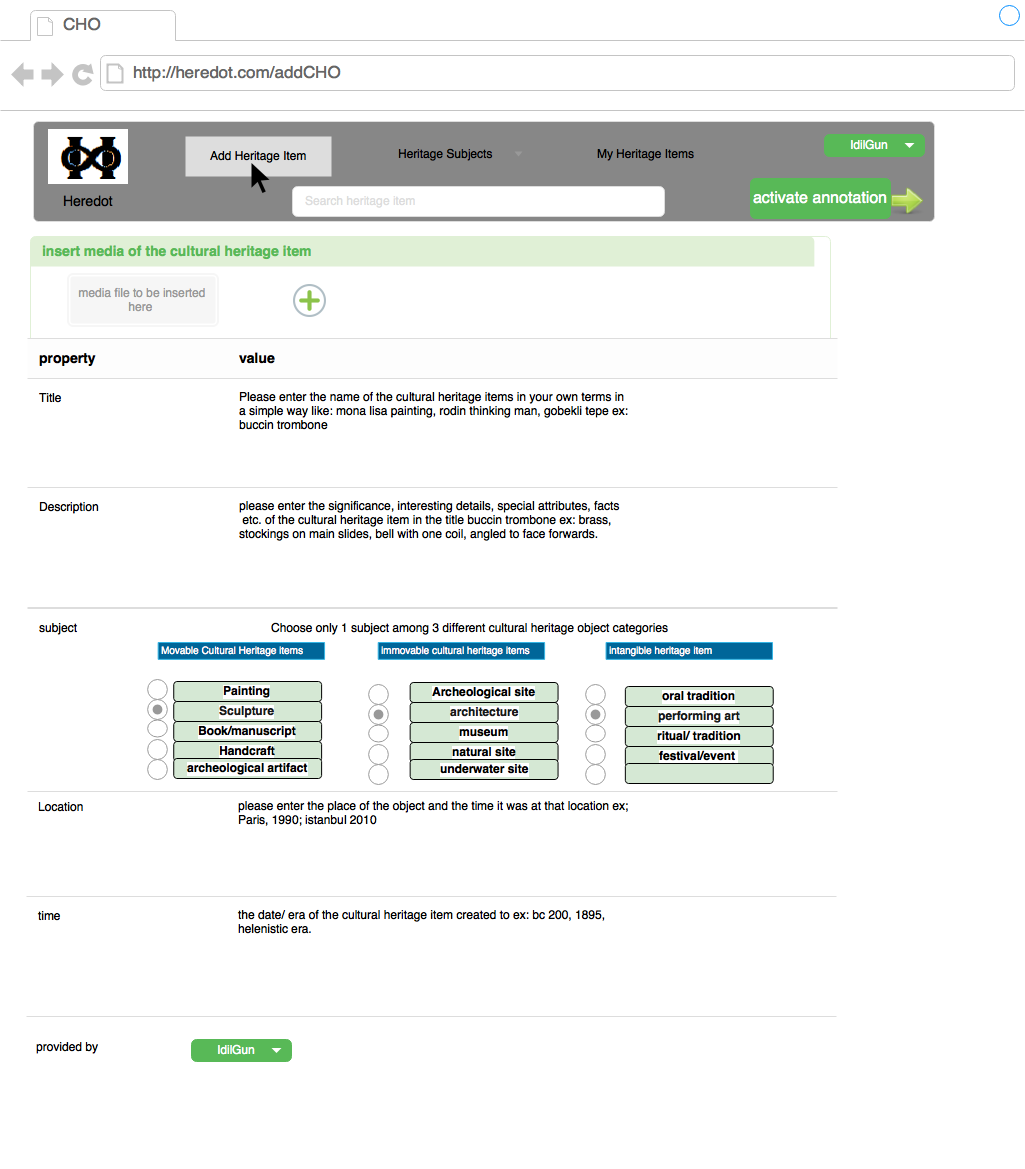 CHO
http://heredot.com/addCHO
Add Heritage Item
Heritage Subjects
My Heritage Items
IdilGun
Heredot
Search heritage item
activate annotation
insert media of the cultural heritage item
media file to be inserted
here
property
value
Title
Please enter the name of the cultural heritage items in your own terms in
a simple way like: mona lisa painting, rodin thinking man, gobekli tepe ex:
buccin trombone
Description
please enter the significance, interesting details, special attributes, facts
etc. of the cultural heritage item in the title buccin trombone ex: brass,
stockings on main slides, bell with one coil, angled to face forwards.
subject
Choose only 1 subject among 3 different cultural heritage object categories
Movable Cultural Heritage Items
Immovable cultural heritage Items
Intangible heritage Item
Painting
Sculpture
Book/manuscript
Handcraft
archeological artifact
Archeological site
architecture
museum
natural site
underwater site
oral tradition
performing art
ritual/ tradition
festival/event
Location
please enter the place of the object and the time it was at that location ex;
Paris, 1990; istanbul 2010
time
the date/ era of the cultural heritage item created to ex: bc 200, 1895,
helenistic era.
provided by
IdilGun